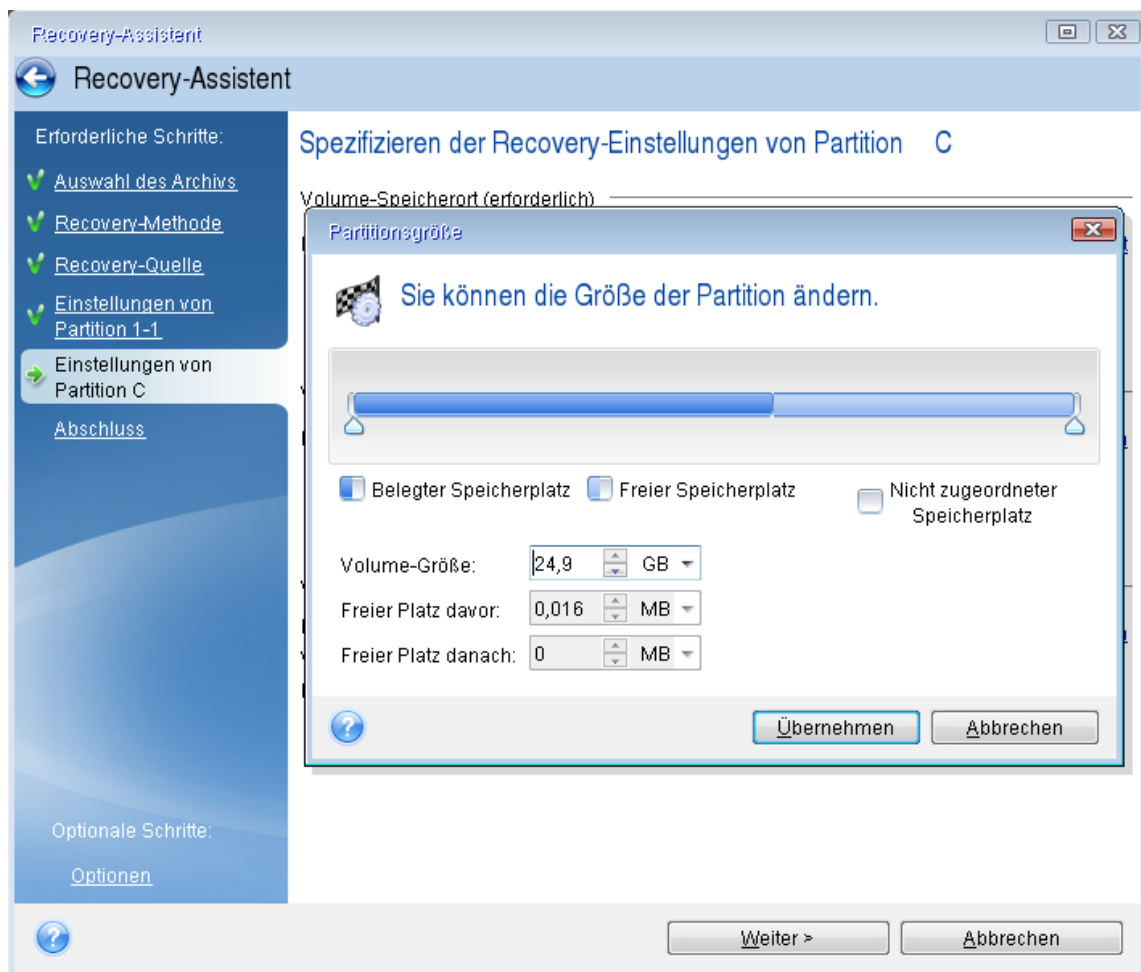 Recovery-Assistent
Recovery-Assistent
Erforderliche Schritte:
Auswahl des Archivs
Recovery-Methode
Recovery-Quelle
Einstellungen von
Partition 1-1
Einstellungen von
Partition C
Abschluss
Optionale Schritte:
Optionen
Spezifizieren der Recovery-Einstellungen von Partition C
Volume-Speicherort (erforderlich)
Partitionsgröße
Sie können die Größe der Partition ändern.
Belegter Speicherplatz
Freier Speicherplatz
Nicht zugeordneter
Speicherplatz
Volume-Größe: 24,9 GB
Freier Platz davor: 0,016 MB
Freier Platz danach: 0 MB
Übernehmen
Abbrechen
Weiter >
Abbrechen